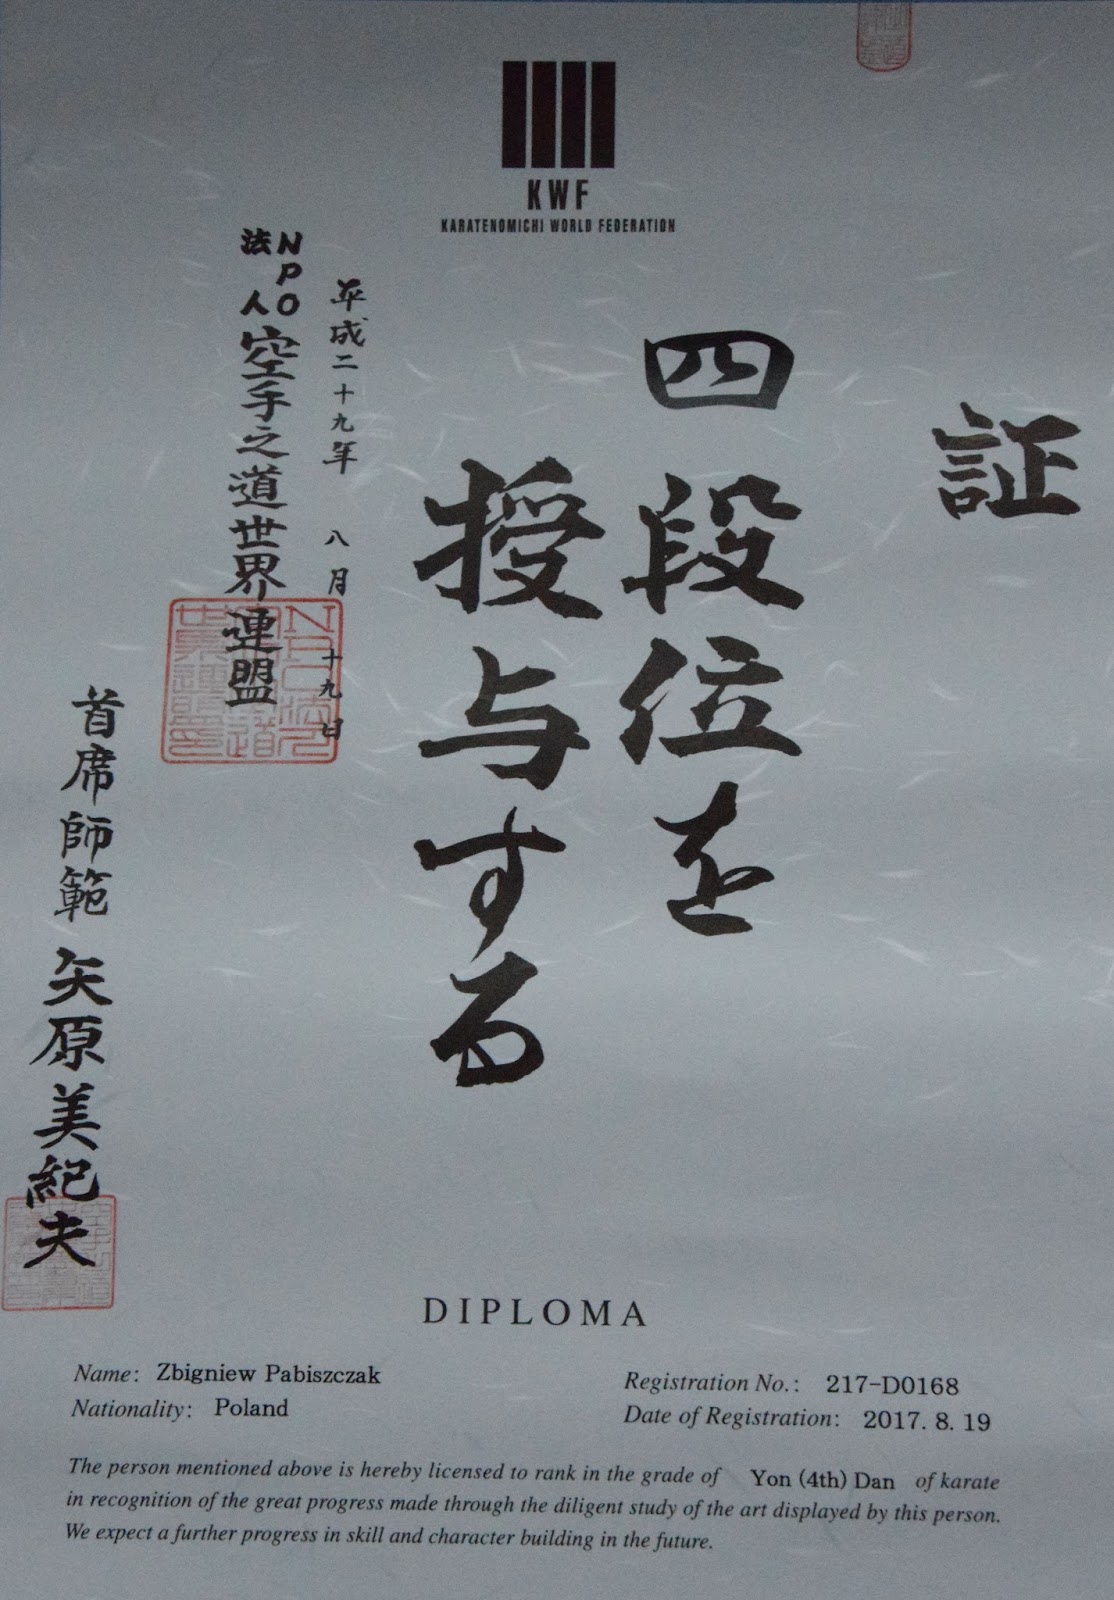 KWF
KARATENOMICHI WORLD FEDERATION
証
四段位を
授与する
平成二十九年 八月 十九日
NPO法人 空手之道世界連盟
首席師範 矢原美紀夫
DIPLOMA
Name: Zbigniew Pabiszczak
Nationality: Poland
Registration No.: 217-D0168
Date of Registration: 2017. 8. 19
The person mentioned above is hereby licensed to rank in the grade of Yon (4th) Dan of karate
in recognition of the great progress made through the diligent study of the art displayed by this person.
We expect a further progress in skill and character building in the future.